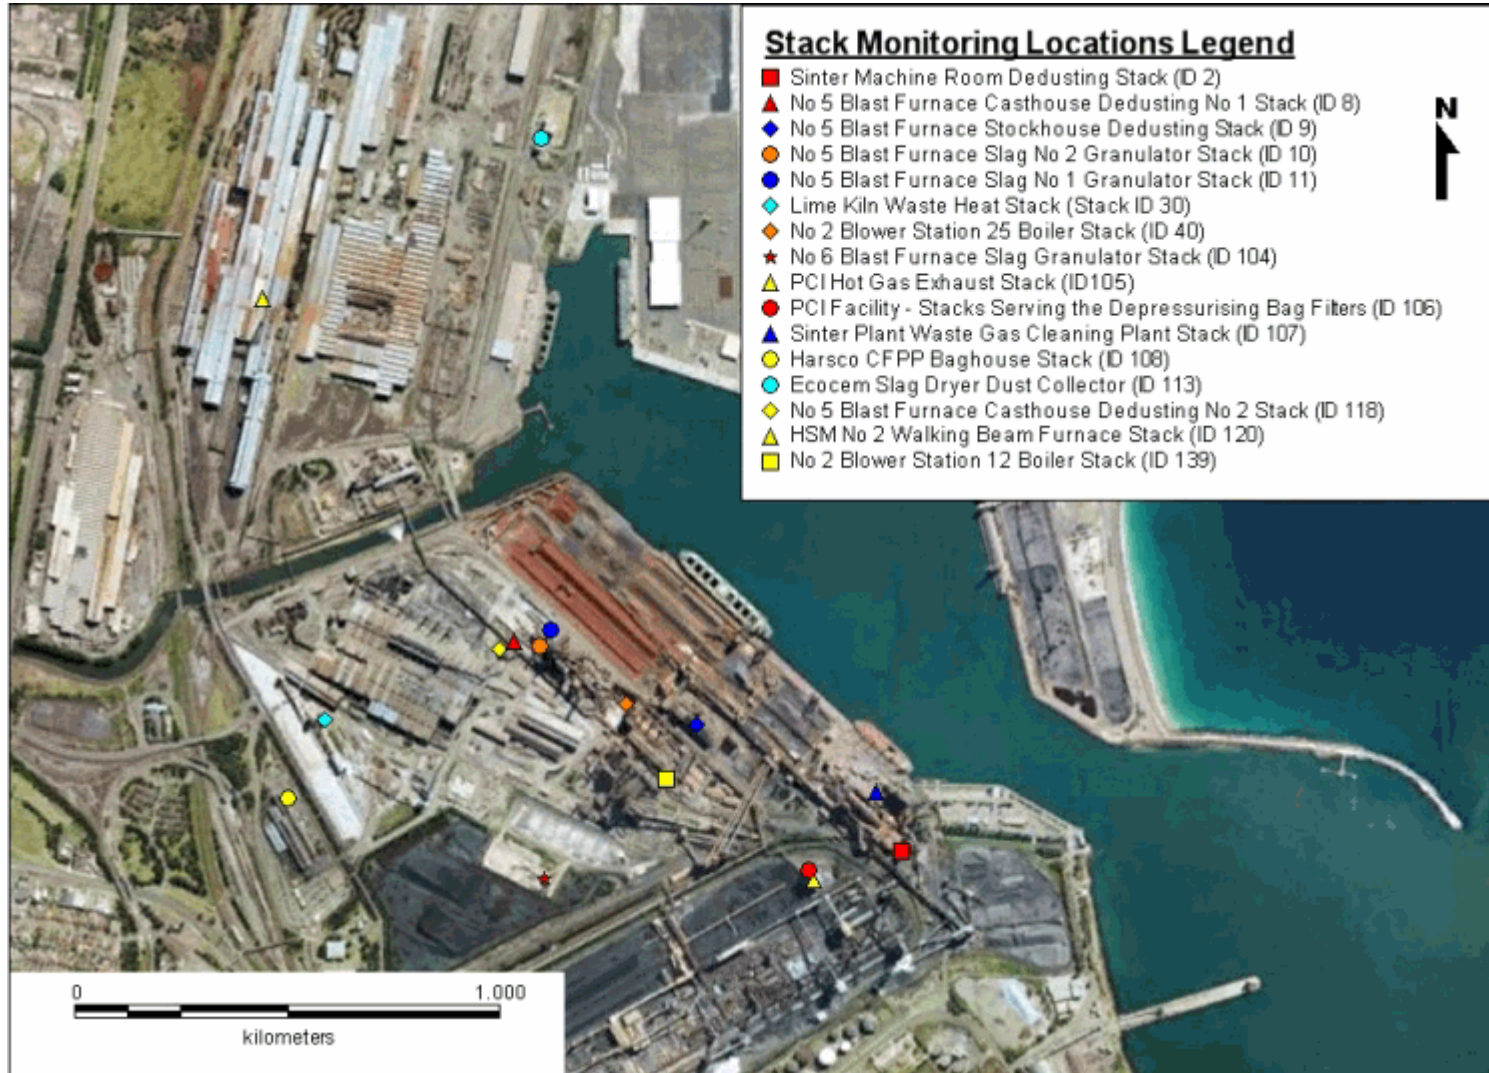 Stack Monitoring Locations Legend
Sinter Machine Room Dedusting Stack (ID 2)
No 5 Blast Furnace Casthouse Dedusting No 1 Stack (ID 8)
No 5 Blast Furnace Stockhouse Dedusting Stack (ID 9)
No 5 Blast Furnace Slag No 2 Granulator Stack (ID 10)
No 5 Blast Furnace Slag No 1 Granulator Stack (ID 11)
Lime Kiln Waste Heat Stack (Stack ID 30)
No 2 Blower Station 25 Boiler Stack (ID 40)
No 6 Blast Furnace Slag Granulator Stack (ID 104)
PCI Hot Gas Exhaust Stack (ID105)
PCI Facility - Stacks Serving the Depressurising Bag Filters (ID 106)
Sinter Plant Waste Gas Cleaning Plant Stack (ID 107)
Harsco CFPP Baghouse Stack (ID 108)
Ecocem Slag Dryer Dust Collector (ID 113)
No 5 Blast Furnace Casthouse Dedusting No 2 Stack (ID 118)
HSM No 2 Walking Beam Furnace Stack (ID 120)
No 2 Blower Station 12 Boiler Stack (ID 139)
N
0 1.000
kilometers